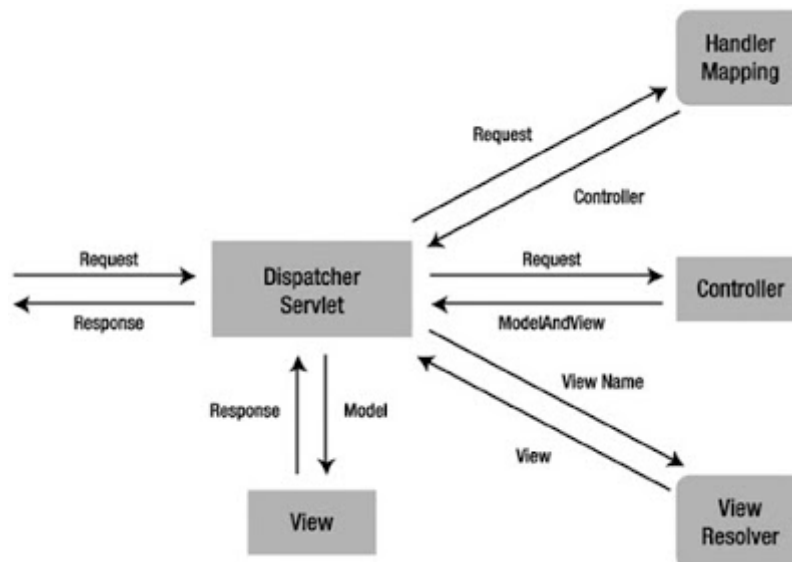 Handler
Mapping
Request
Controller
Request
Response
Dispatcher
Servlet
Request
ModelAndView
Controller
View Name
View
Response
Model
View
View
Resolver